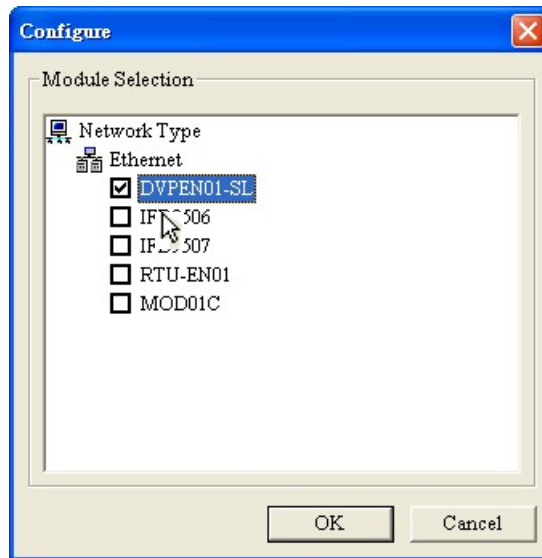 Configure
Module Selection
Network Type
Ethernet
DVPEN01-SL
RTU-EN01
MOD01C
OK
Cancel